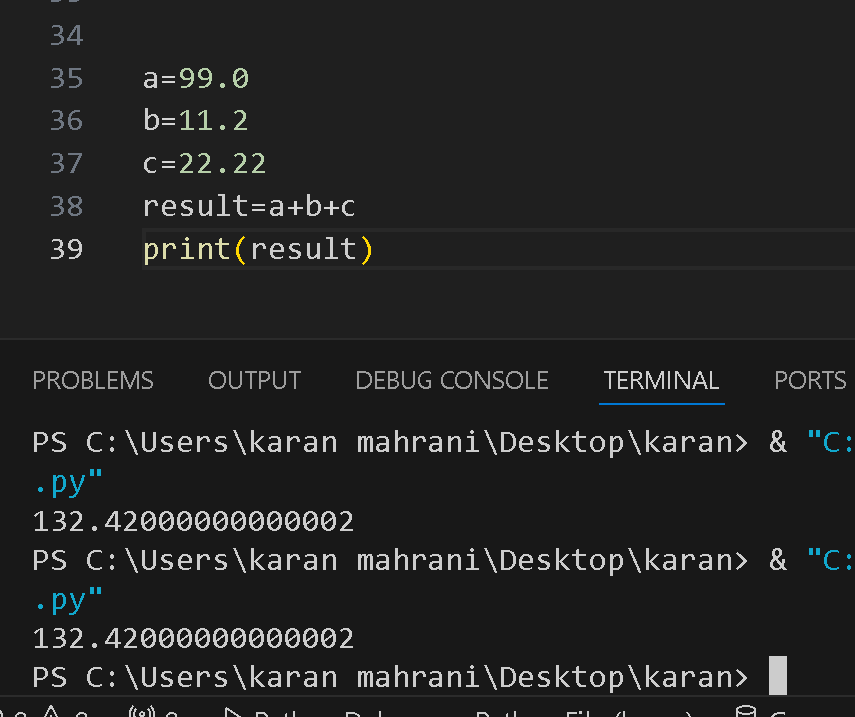 34
35 a=99.0
36 b=11.2
37 c=22.22
38 result=a+b+c
39 print(result)
PROBLEMS OUTPUT DEBUG CONSOLE TERMINAL PORTS
PS C:\Users\karan mahrani\Desktop\karan> & "C:
.py"
132.42000000000002
PS C:\Users\karan mahrani\Desktop\karan> & "C:
.py"
132.42000000000002
PS C:\Users\karan mahrani\Desktop\karan>